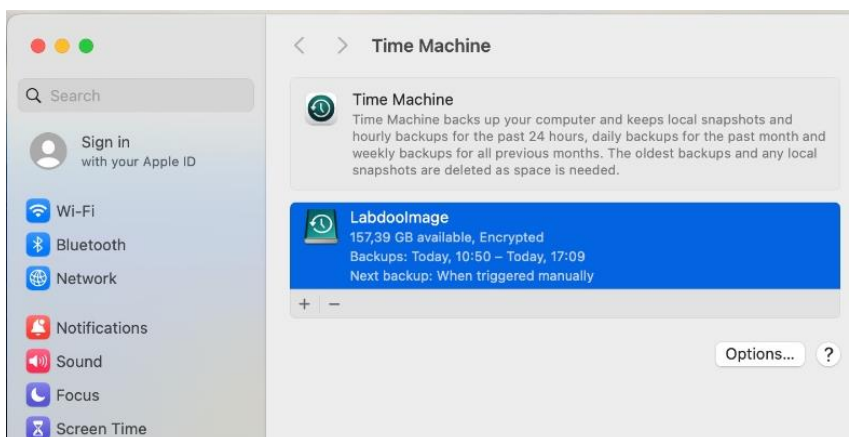 Search
Sign in
with your Apple ID
Wi-Fi
Bluetooth
Network
Notifications
Sound
Focus
Screen Time
Time Machine
Time Machine
Time Machine backs up your computer and keeps local snapshots and
hourly backups for the past 24 hours, daily backups for the past month and
weekly backups for all previous months. The oldest backups and any local
snapshots are deleted as space is needed.
LabdooImage
157,39 GB available, Encrypted
Backups: Today, 10:50 – Today, 17:09
Next backup: When triggered manually
+ −
Options... ?